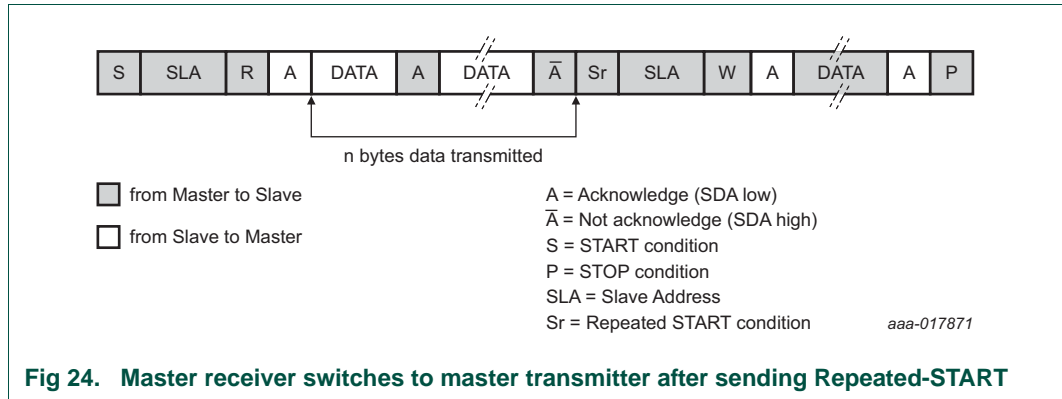 S SLA R A DATA A DATA A̅ Sr SLA W A DATA A P
n bytes data transmitted
from Master to Slave
from Slave to Master
A = Acknowledge (SDA low)
A̅ = Not acknowledge (SDA high)
S = START condition
P = STOP condition
SLA = Slave Address
Sr = Repeated START condition
aaa-017871
Fig 24. Master receiver switches to master transmitter after sending Repeated-START